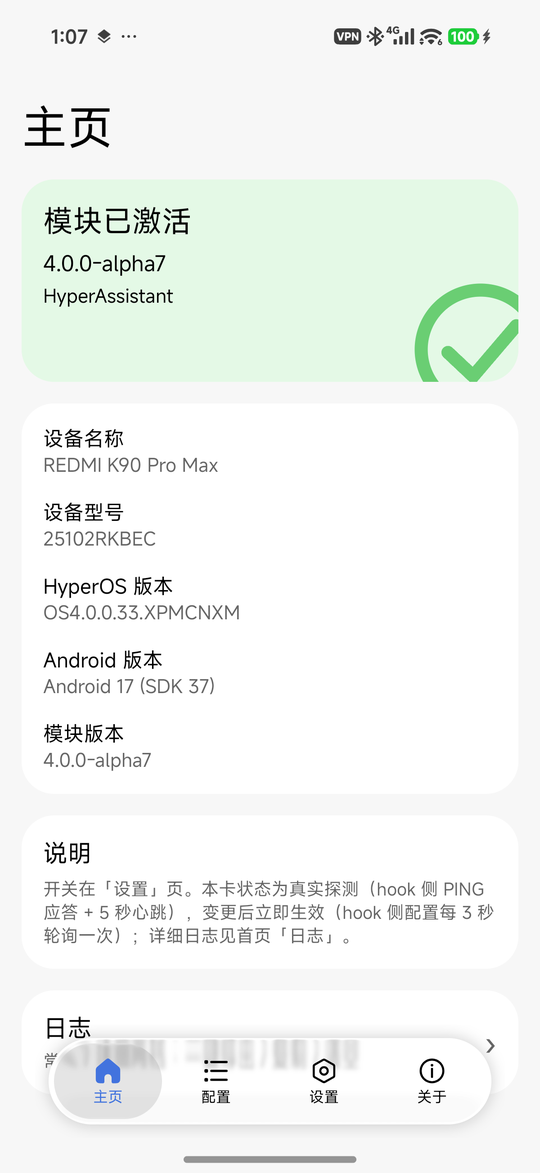 1:07 ··· VPN 4G 6 100
主页
模块已激活
4.0.0-alpha7
HyperAssistant
设备名称
REDMI K90 Pro Max
设备型号
25102RKBEC
HyperOS 版本
OS4.0.0.33.XPMCNXM
Android 版本
Android 17 (SDK 37)
模块版本
4.0.0-alpha7
说明
开关在「设置」页。本卡状态为真实探测（hook 侧 PING
应答 + 5 秒心跳），变更后立即生效（hook 侧配置每 3 秒
轮询一次）；详细日志见首页「日志」。
日志
常
主页 配置 设置 关于